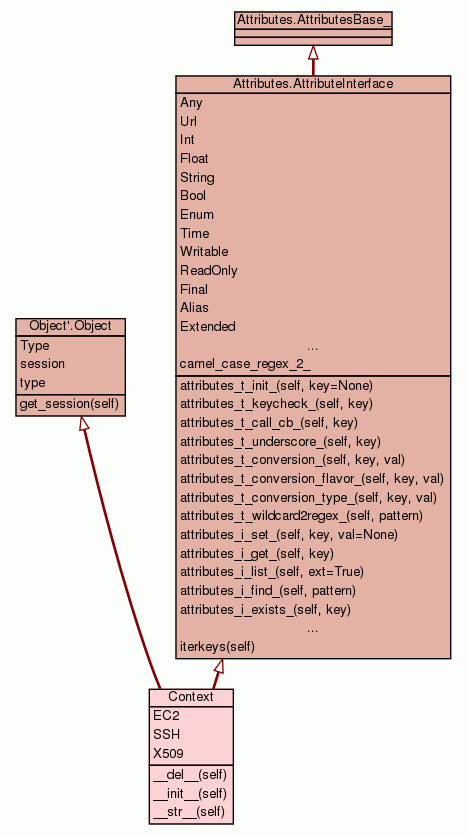 Attributes.AttributesBase_
Attributes.AttributeInterface
Any
Url
Int
Float
String
Bool
Enum
Time
Writable
ReadOnly
Final
Alias
Extended
...
camel_case_regex_2_
attributes_t_init_(self, key=None)
attributes_t_keycheck_(self, key)
attributes_t_call_cb_(self, key)
attributes_t_underscore_(self, key)
attributes_t_conversion_(self, key, val)
attributes_t_conversion_flavor_(self, key, val)
attributes_t_conversion_type_(self, key, val)
attributes_t_wildcard2regex_(self, pattern)
attributes_i_set_(self, key, val=None)
attributes_i_get_(self, key)
attributes_i_list_(self, ext=True)
attributes_i_find_(self, pattern)
attributes_i_exists_(self, key)
...
iterkeys(self)
Object'.Object
Type
session
type
get_session(self)
Context
EC2
SSH
X509
__del__(self)
__init__(self)
__str__(self)